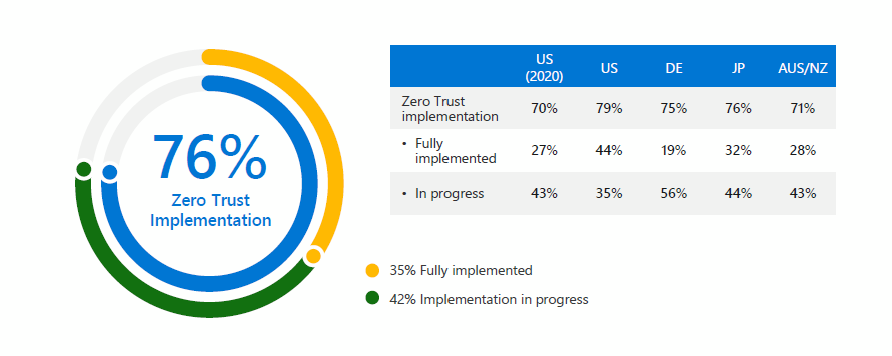 76%
Zero Trust
Implementation
US (2020) US DE JP AUS/NZ
Zero Trust implementation 70% 79% 75% 76% 71%
• Fully implemented 27% 44% 19% 32% 28%
• In progress 43% 35% 56% 44% 43%
35% Fully implemented
42% Implementation in progress